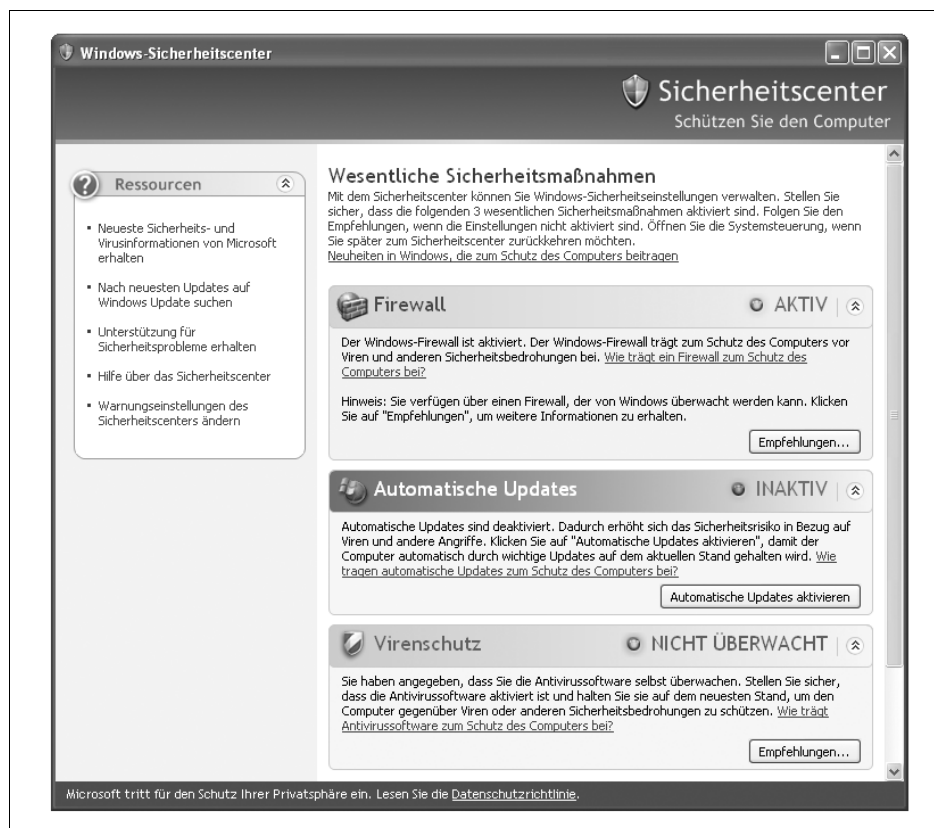 Windows-Sicherheitscenter
Sicherheitscenter
Schützen Sie den Computer
Ressourcen
▪ Neueste Sicherheits- und
Virusinformationen von Microsoft
erhalten
▪ Nach neuesten Updates auf
Windows Update suchen
▪ Unterstützung für
Sicherheitsprobleme erhalten
▪ Hilfe über das Sicherheitscenter
▪ Warnungseinstellungen des
Sicherheitscenters ändern
Wesentliche Sicherheitsmaßnahmen
Mit dem Sicherheitscenter können Sie Windows-Sicherheitseinstellungen verwalten. Stellen Sie
sicher, dass die folgenden 3 wesentlichen Sicherheitsmaßnahmen aktiviert sind. Folgen Sie den
Empfehlungen, wenn die Einstellungen nicht aktiviert sind. Öffnen Sie die Systemsteuerung, wenn
Sie später zum Sicherheitscenter zurückkehren möchten.
Neuheiten in Windows, die zum Schutz des Computers beitragen
Firewall AKTIV
Der Windows-Firewall ist aktiviert. Der Windows-Firewall trägt zum Schutz des Computers vor
Viren und anderen Sicherheitsbedrohungen bei. Wie trägt ein Firewall zum Schutz des
Computers bei?
Hinweis: Sie verfügen über einen Firewall, der von Windows überwacht werden kann. Klicken
Sie auf "Empfehlungen", um weitere Informationen zu erhalten.
Empfehlungen...
Automatische Updates INAKTIV
Automatische Updates sind deaktiviert. Dadurch erhöht sich das Sicherheitsrisiko in Bezug auf
Viren und andere Angriffe. Klicken Sie auf "Automatische Updates aktivieren", damit der
Computer automatisch durch wichtige Updates auf dem aktuellen Stand gehalten wird. Wie
tragen automatische Updates zum Schutz des Computers bei?
Automatische Updates aktivieren
Virenschutz NICHT ÜBERWACHT
Sie haben angegeben, dass Sie die Antivirussoftware selbst überwachen. Stellen Sie sicher,
dass die Antivirussoftware aktiviert ist und halten Sie sie auf dem neuesten Stand, um den
Computer gegenüber Viren oder anderen Sicherheitsbedrohungen zu schützen. Wie trägt
Antivirussoftware zum Schutz des Computers bei?
Empfehlungen...
Microsoft tritt für den Schutz Ihrer Privatsphäre ein. Lesen Sie die Datenschutzrichtlinie.